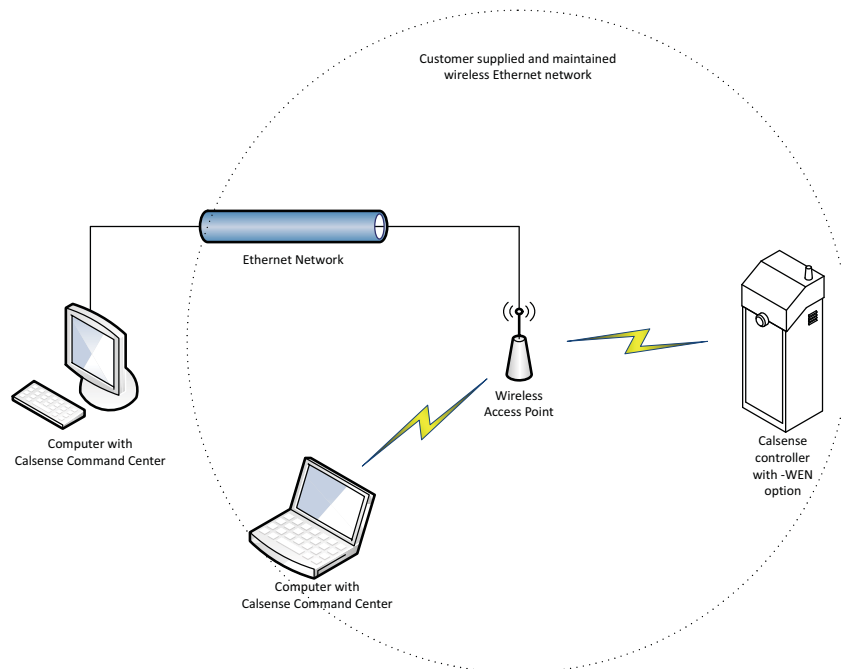 Customer supplied and maintained
wireless Ethernet network
Ethernet Network
Wireless
Access Point
Computer with
Calsense Command Center
Calsense
controller
with -WEN
option
Computer with
Calsense Command Center